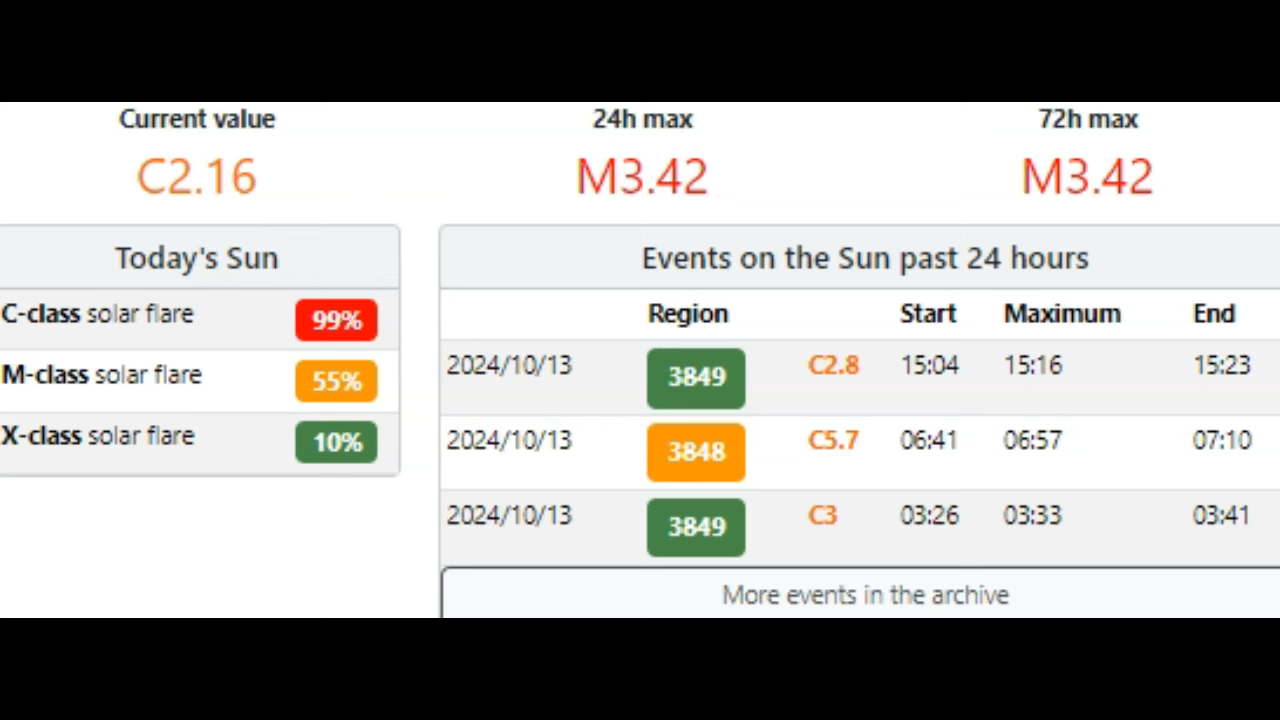 Current value 24h max 72h max
C2.16 M3.42 M3.42
Today's Sun
C-class solar flare 99%
M-class solar flare 55%
X-class solar flare 10%
Events on the Sun past 24 hours
Region Start Maximum End
2024/10/13 3849 C2.8 15:04 15:16 15:23
2024/10/13 3848 C5.7 06:41 06:57 07:10
2024/10/13 3849 C3 03:26 03:33 03:41
More events in the archive